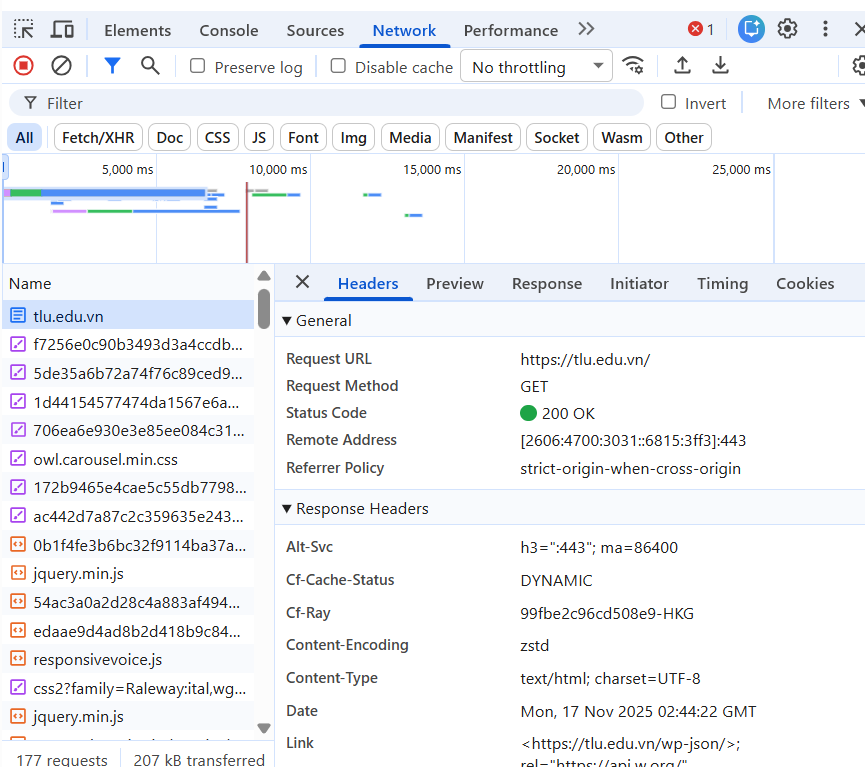 Elements Console Sources Network Performance 1
Preserve log Disable cache No throttling
Filter Invert More filters
All Fetch/XHR Doc CSS JS Font Img Media Manifest Socket Wasm Other
5,000 ms 10,000 ms 15,000 ms 20,000 ms 25,000 ms
Name
tlu.edu.vn
f7256e0c90b3493d3a4ccdb...
5de35a6b72a74f76c89ced9...
1d44154577474da1567e6a...
706ea6e930e3e85ee084c31...
owl.carousel.min.css
172b9465e4cae5c55db7798...
ac442d7a87c2c359635e243...
0b1f4fe3b6bc32f9114ba37a...
jquery.min.js
54ac3a0a2d28c4a883af494...
edaae9d4ad8b2d418b9c84...
responsivevoice.js
css2?family=Raleway:ital,wg...
jquery.min.js
177 requests 207 kB transferred
Headers Preview Response Initiator Timing Cookies
General
Request URL https://tlu.edu.vn/
Request Method GET
Status Code 200 OK
Remote Address [2606:4700:3031::6815:3ff3]:443
Referrer Policy strict-origin-when-cross-origin
Response Headers
Alt-Svc h3=":443"; ma=86400
Cf-Cache-Status DYNAMIC
Cf-Ray 99fbe2c96cd508e9-HKG
Content-Encoding zstd
Content-Type text/html; charset=UTF-8
Date Mon, 17 Nov 2025 02:44:22 GMT
Link <https://tlu.edu.vn/wp-json/>;
rel="https://api.w.org/"